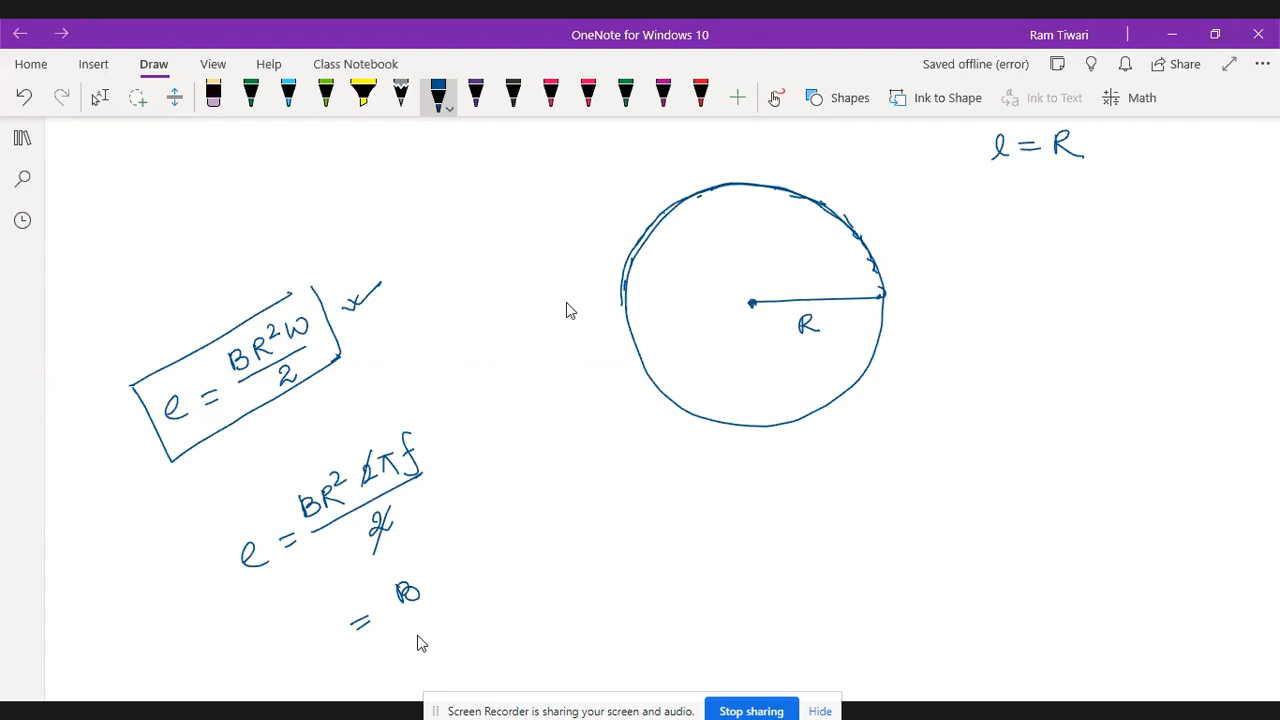 OneNote for Windows 10
Ram Tiwari
Home Insert Draw View Help Class Notebook
Saved offline (error)
Share
Shapes
Ink to Shape
Ink to Text
Math
l = R
R
e = BR²ω/2
e = BR² 2πf/2
= B
Screen Recorder is sharing your screen and audio.
Stop sharing
Hide